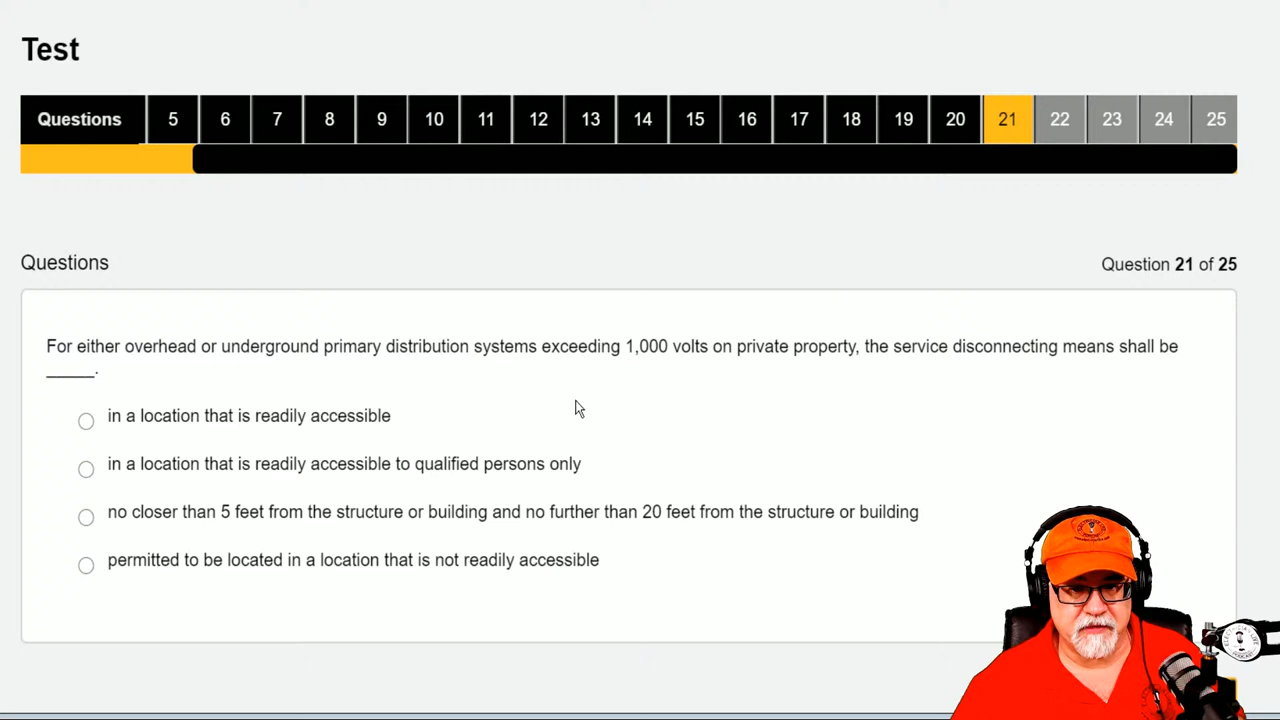 Test
Questions 5 6 7 8 9 10 11 12 13 14 15 16 17 18 19 20 21 22 23 24 25
Questions
Question 21 of 25
For either overhead or underground primary distribution systems exceeding 1,000 volts on private property, the service disconnecting means shall be
_____.
in a location that is readily accessible
in a location that is readily accessible to qualified persons only
no closer than 5 feet from the structure or building and no further than 20 feet from the structure or building
permitted to be located in a location that is not readily accessible